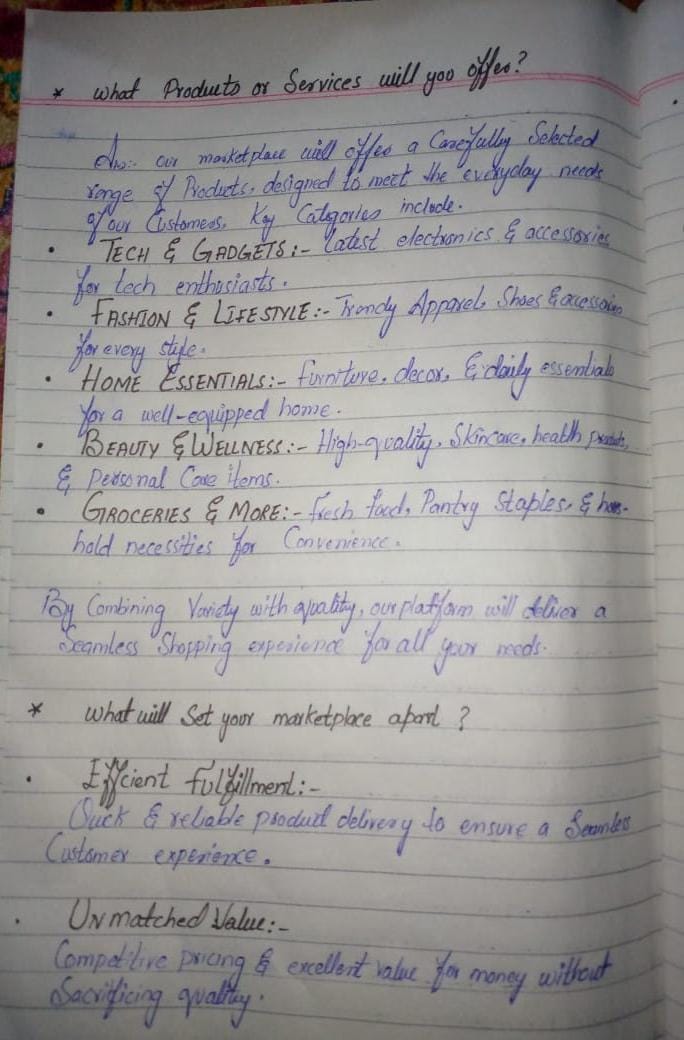 * what Products or Services will you offer?
Ans:- our marketplace will offer a Carefully Selected
range of Products, designed to meet the everyday needs
of our Customers. Key Categories include.
• TECH & GADGETS:- latest electronics & accessories
for tech enthusiasts.
• FASHION & LIFESTYLE:- Trendy Apparel, Shoes & accessories
for every style.
• HOME ESSENTIALS:- furniture, decor, & daily essentials
for a well-equipped home.
• BEAUTY & WELLNESS:- High-quality, Skincare, health products,
& Personal Care items.
• GROCERIES & MORE:- fresh food, Pantry Staples, & hous-
hold necessities for Convenience.
By Combining Variety with quality, our platform will deliver a
Seamless Shopping experience for all your needs.
* what will Set your marketplace apart ?
• Efficient fulfillment:-
Quck & reliable product delivery to ensure a Seamless
Customer experience.
• UNmatched Value:-
Competitive pricing & excellent value for money without
Sacrificing quality.